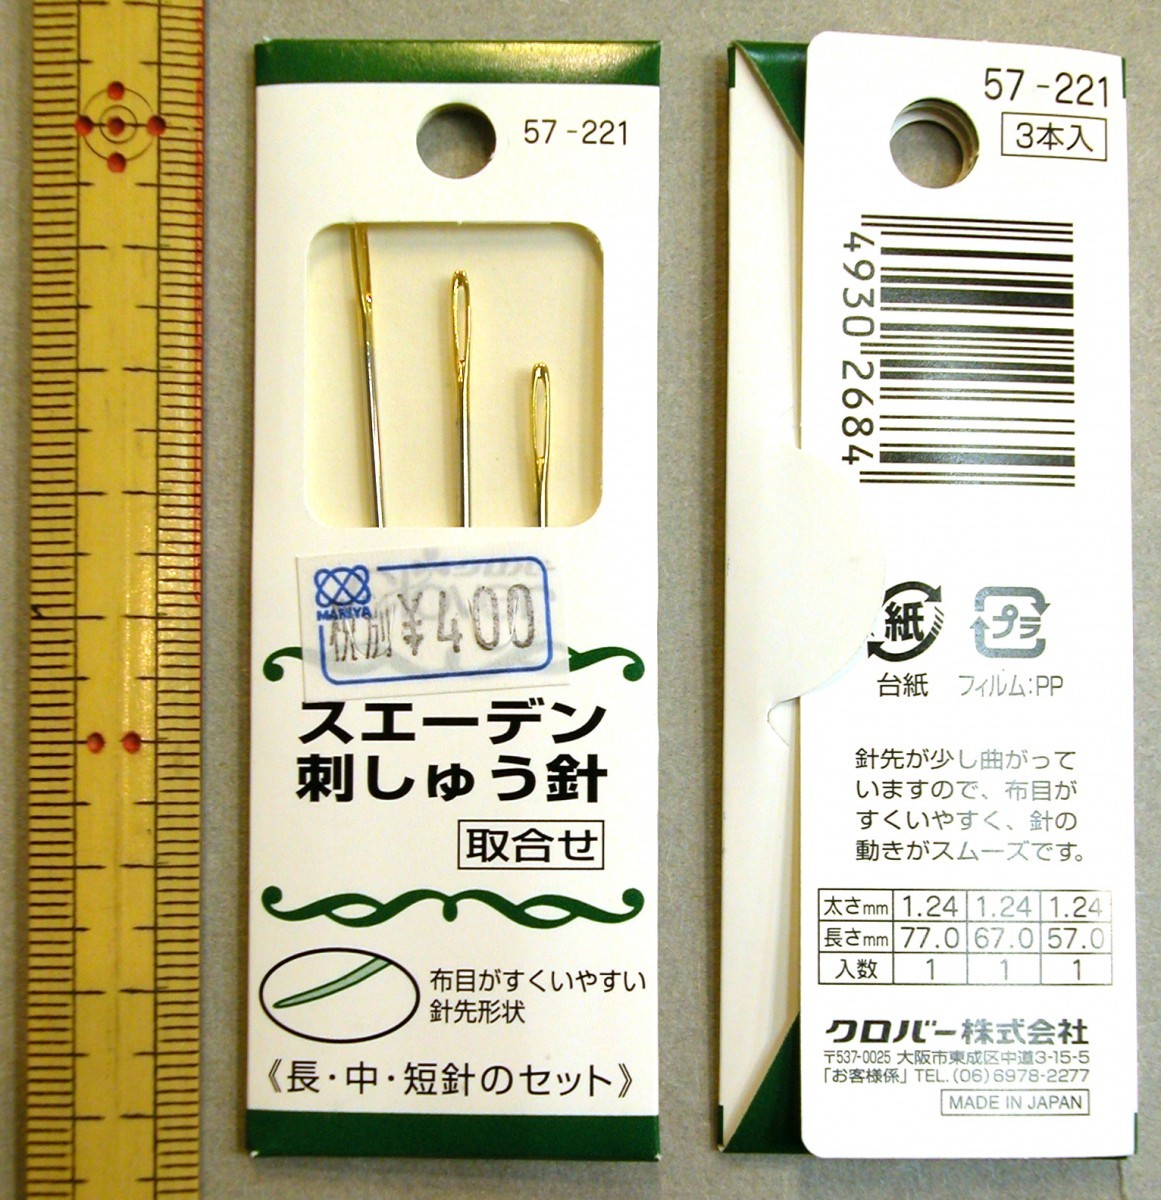 57-221
MARIYA
税別¥400
スエーデン
刺しゅう針
取合せ
布目がすくいやすい
針先形状
《長・中・短針のセット》
57-221
3本入
49302684
紙
プラ
台紙 フィルム:PP
針先が少し曲がって
いますので、布目が
すくいやすく、針の
動きがスムーズです。
太さmm 1.24 1.24 1.24
長さmm 77.0 67.0 57.0
入数 1 1 1
クロバー株式会社
〒537-0025 大阪市東成区中道3-15-5
「お客様係」TEL.(06)6978-2277
MADE IN JAPAN